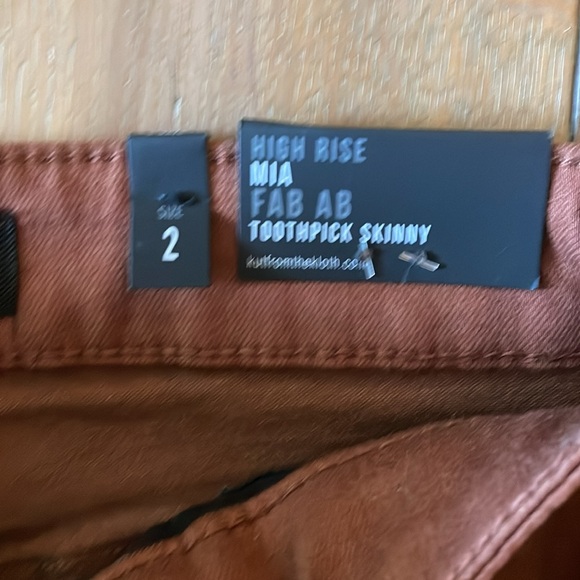 SIZE
2
HIGH RISE
MIA
FAB AB
TOOTHPICK SKINNY
kutfromthekloth.com